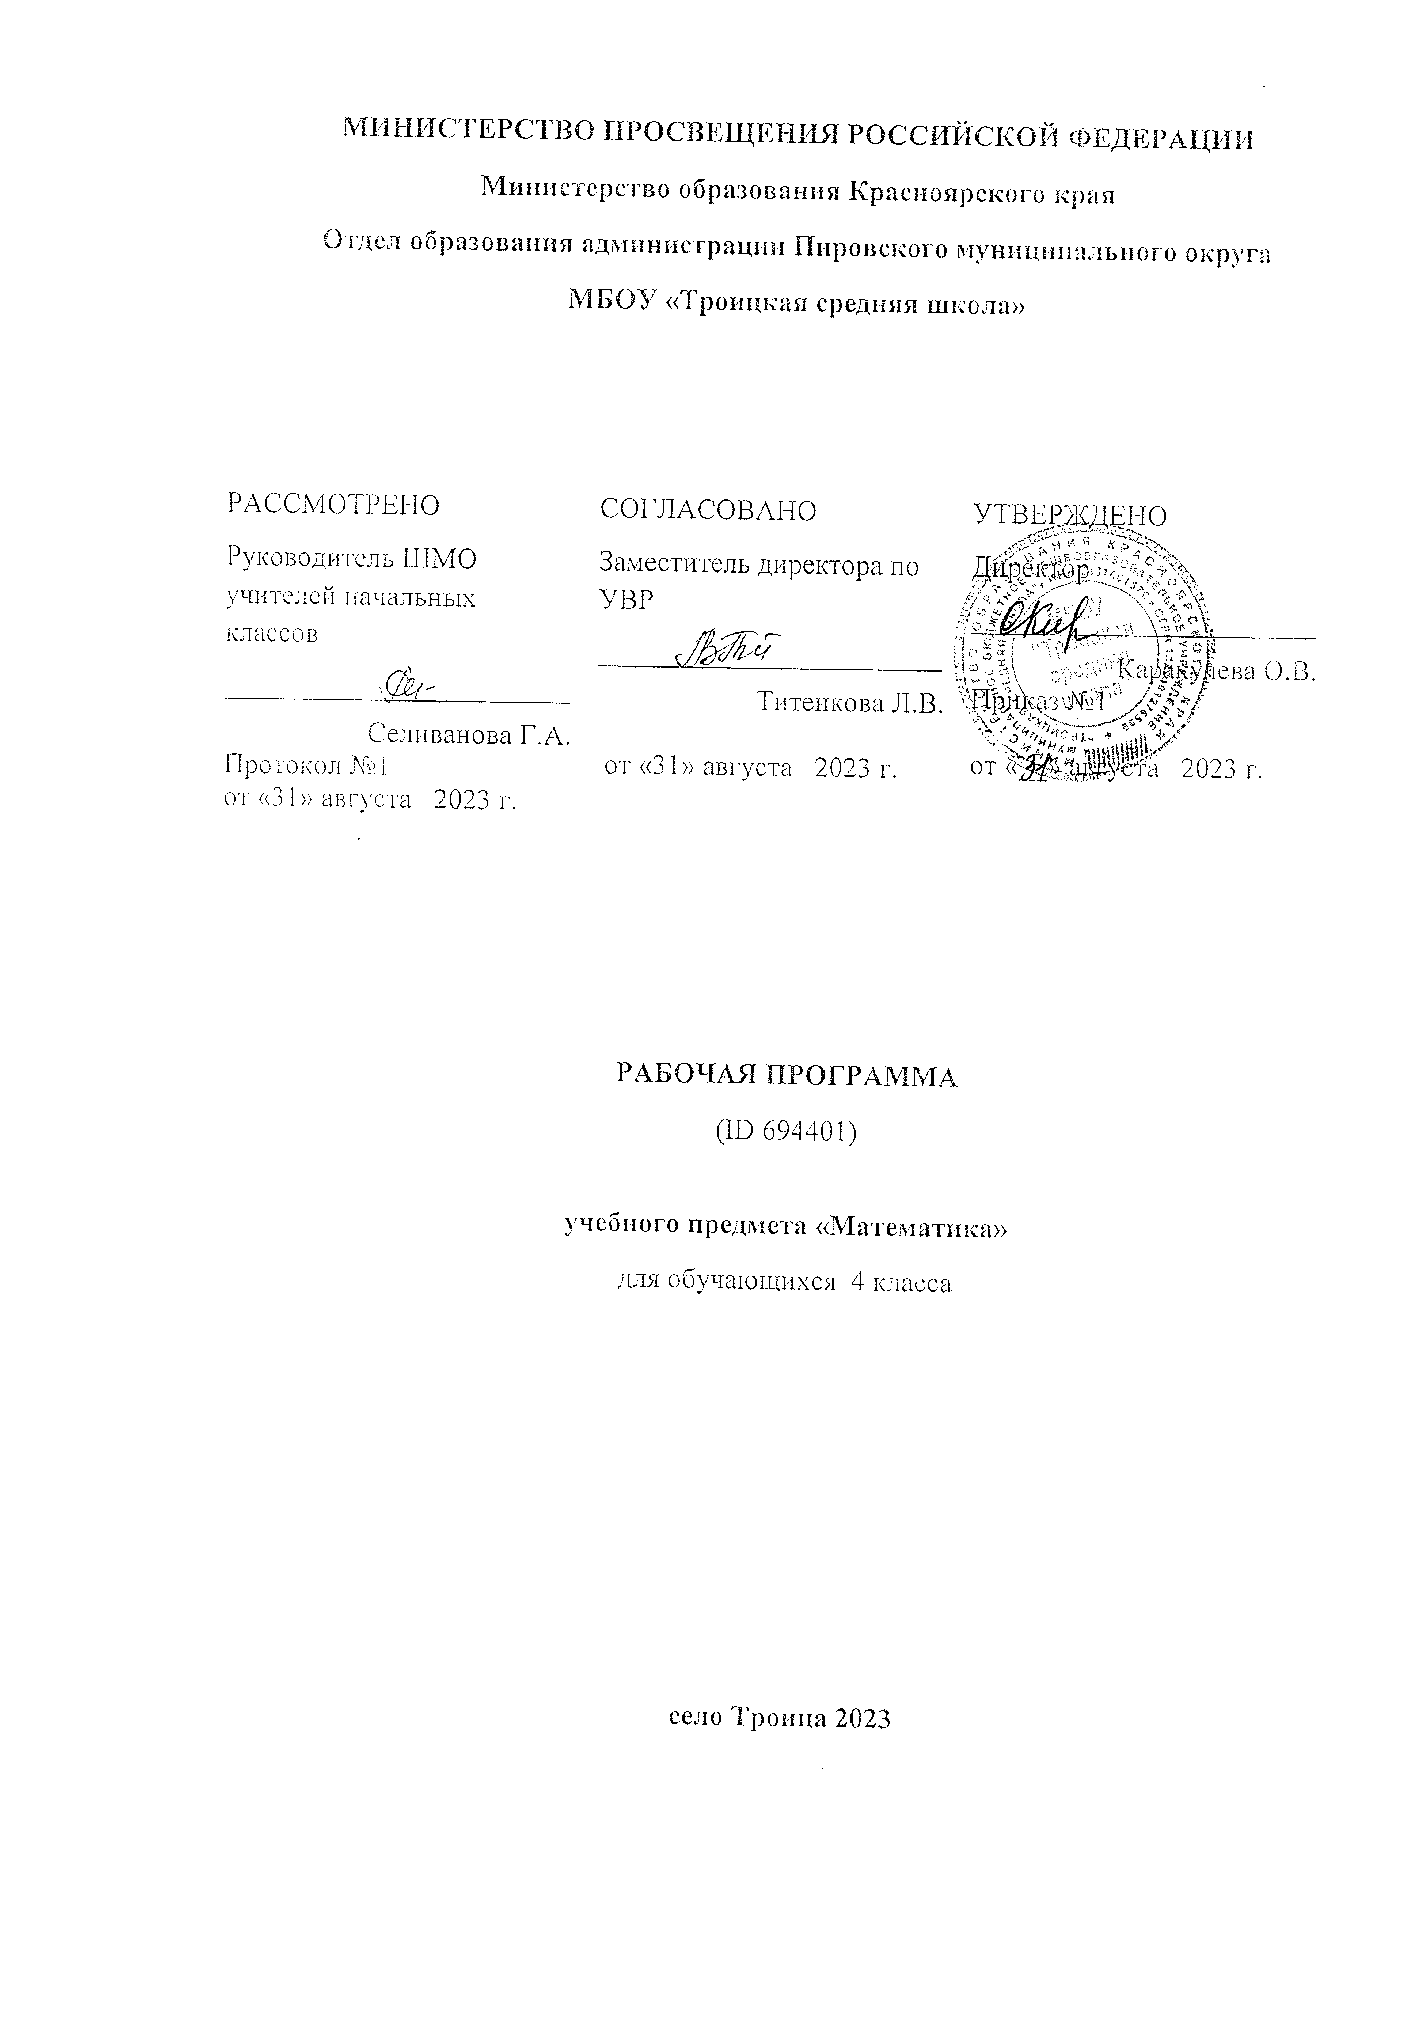 МИНИСТЕРСТВО ПРОСВЕЩЕНИЯ РОССИЙСКОЙ ФЕДЕРАЦИИ
Министерство образования Красноярского края
Отдел образования администрации Пировского муниципального округа
МБОУ «Троицкая средняя школа»
РАССМОТРЕНО
Руководитель ШМО
учителей начальных
классов
Селиванова Г.А.
Протокол №1
от «31» августа 2023 г.
СОГЛАСОВАНО
Заместитель директора по
УВР
Титенкова Л.В.
от «31» августа 2023 г.
УТВЕРЖДЕНО
Директор
Каракулева О.В.
Приказ №1
от «31» августа 2023 г.
РАБОЧАЯ ПРОГРАММА
(ID 694401)
учебного предмета «Математика»
для обучающихся 4 класса
село Троица 2023